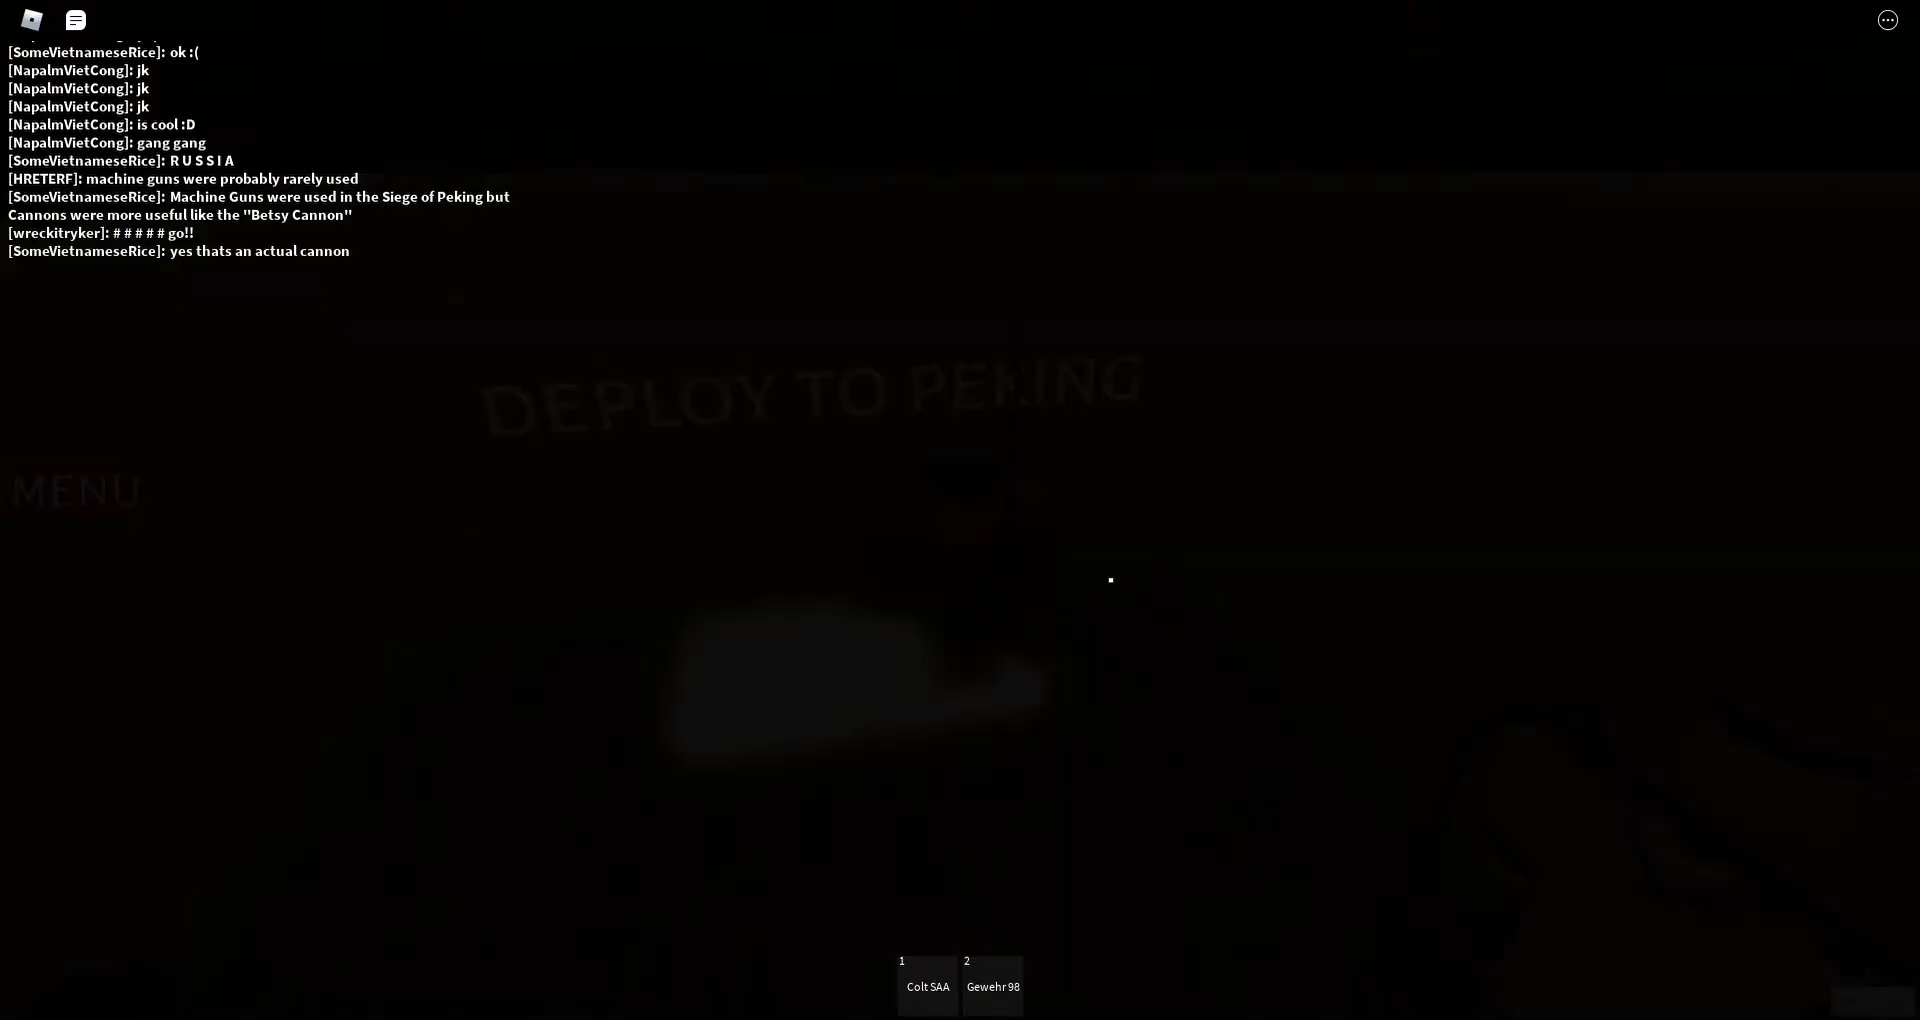 [SomeVietnameseRice]: ok :(
[NapalmVietCong]: jk
[NapalmVietCong]: jk
[NapalmVietCong]: jk
[NapalmVietCong]: is cool :D
[NapalmVietCong]: gang gang
[SomeVietnameseRice]: R U S S I A
[HRETERF]: machine guns were probably rarely used
[SomeVietnameseRice]: Machine Guns were used in the Siege of Peking but
Cannons were more useful like the "Betsy Cannon"
[wreckitryker]: # # # # # go!!
[SomeVietnameseRice]: yes thats an actual cannon
DEPLOY TO PEKING
MENU
1
2
Colt SAA
Gewehr 98